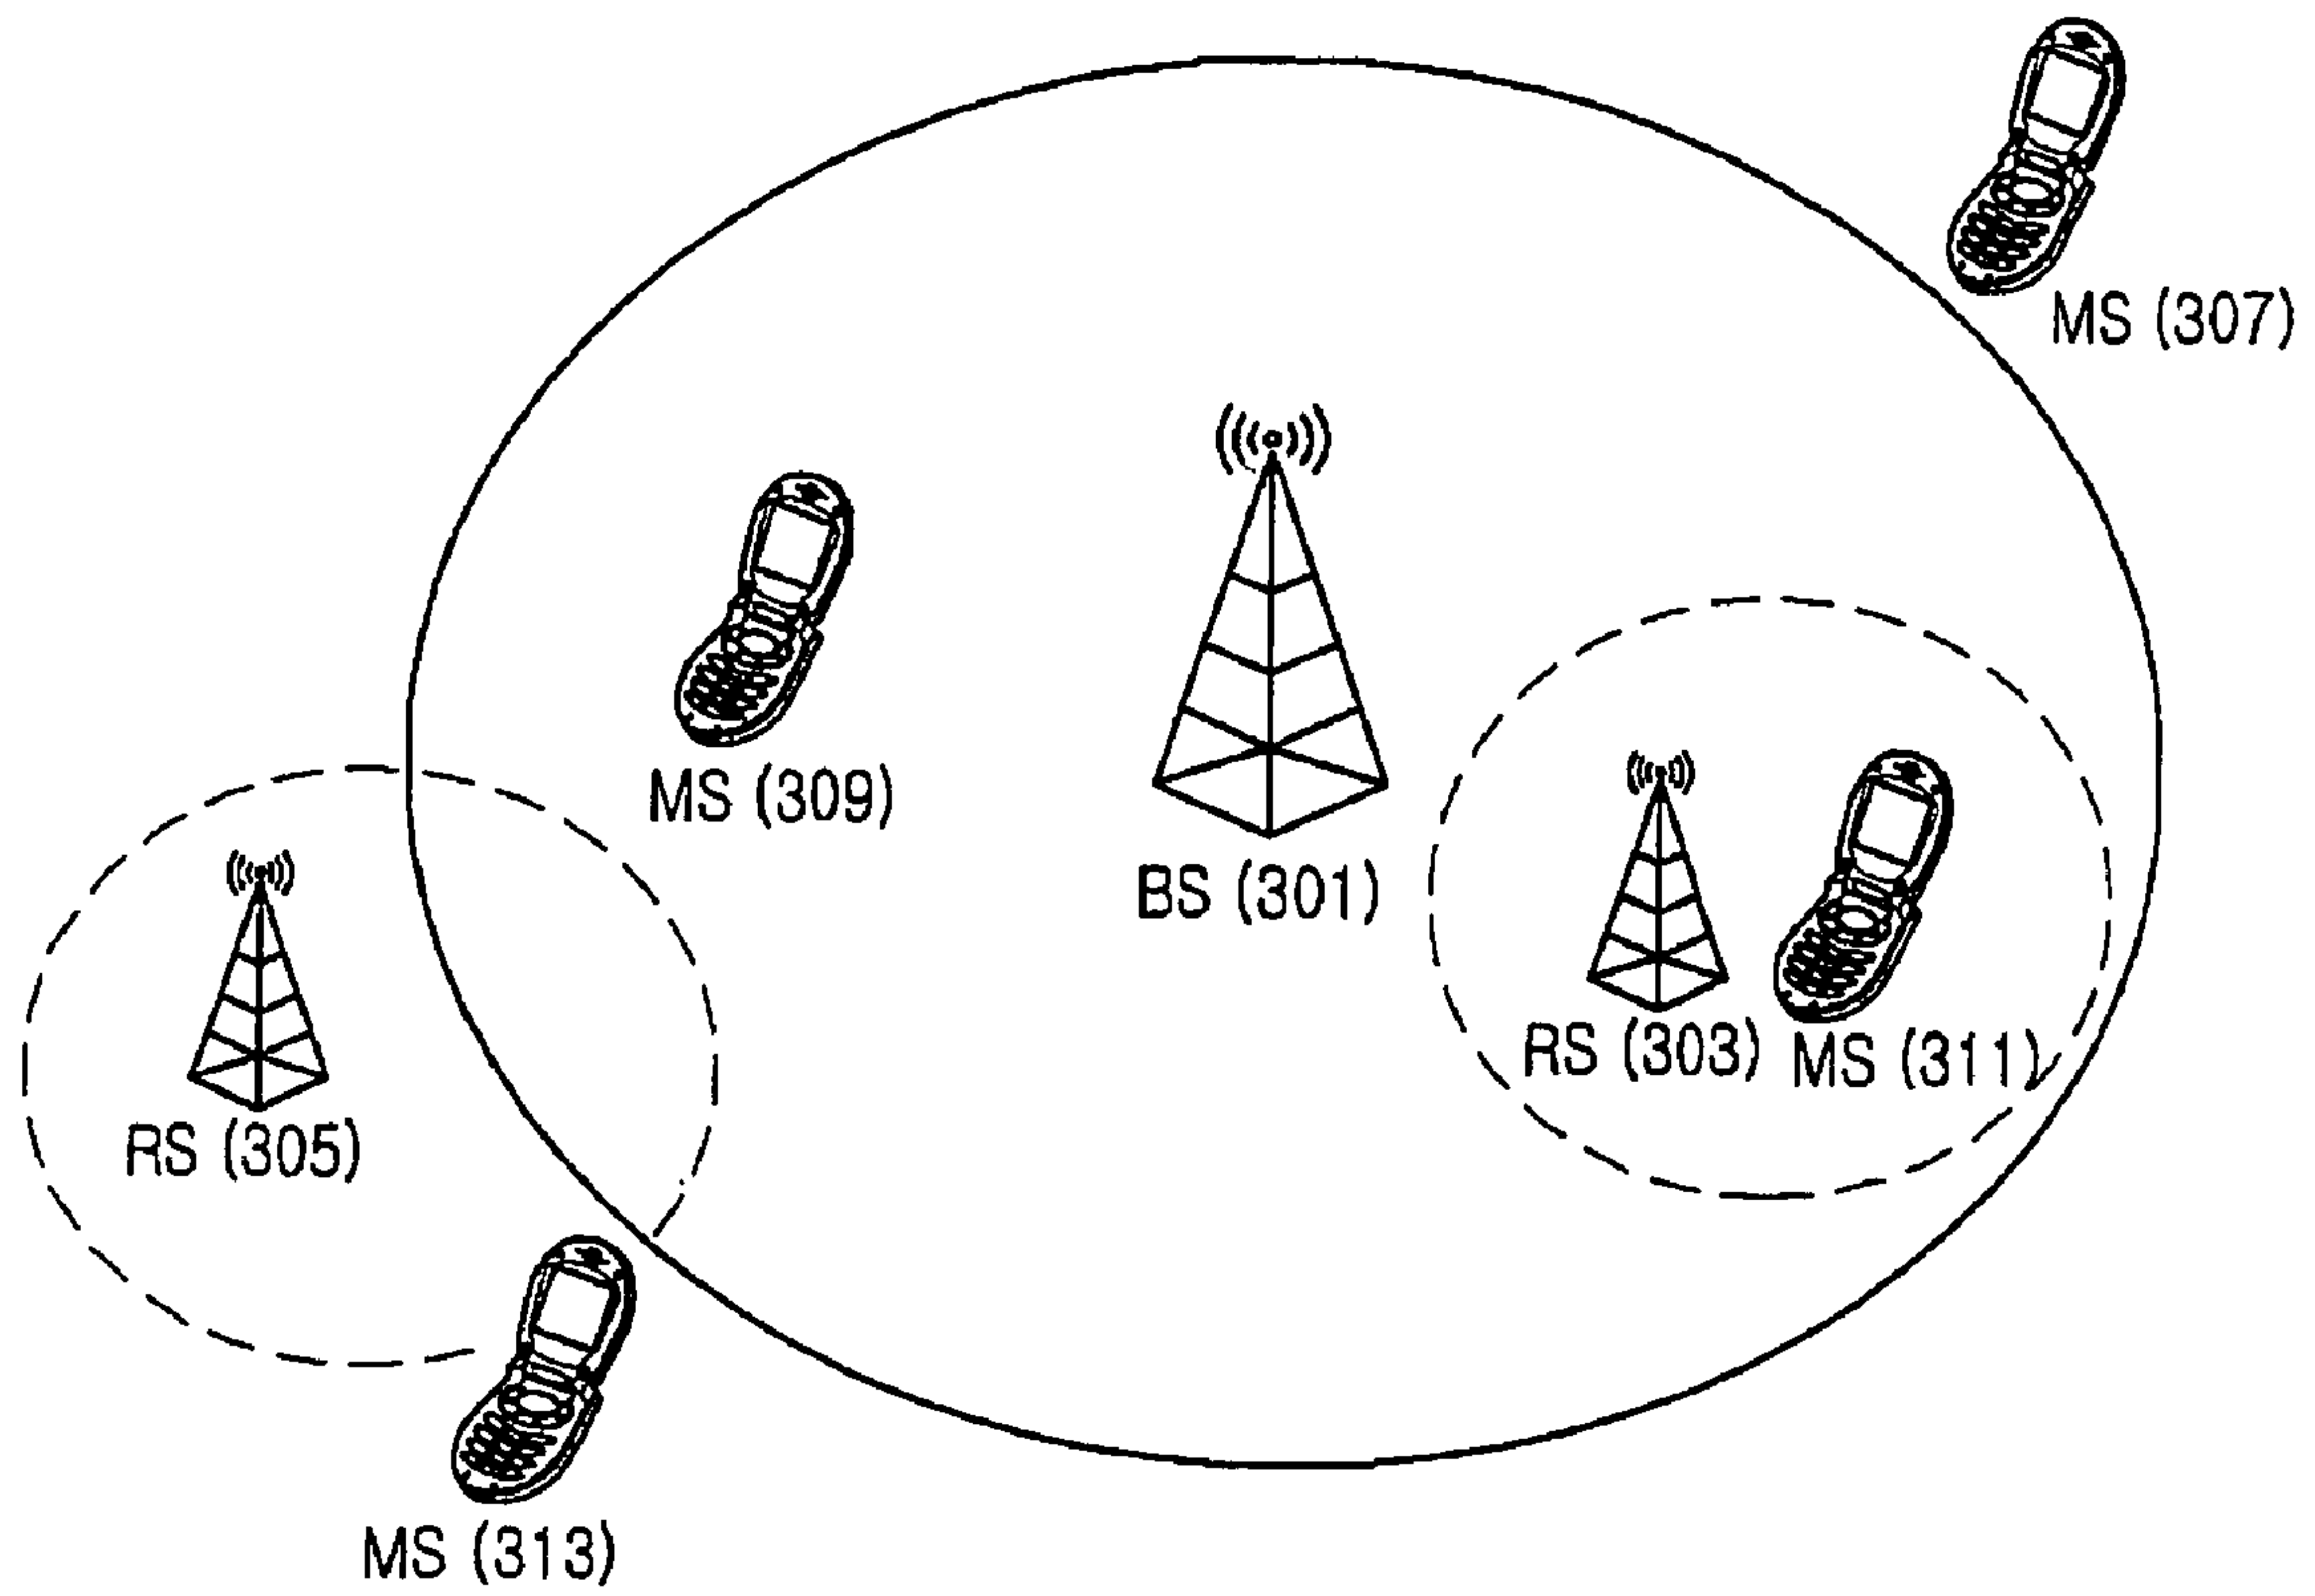 MS (307)
MS (309)
BS (301)
RS (303)
MS (311)
RS (305)
MS (313)